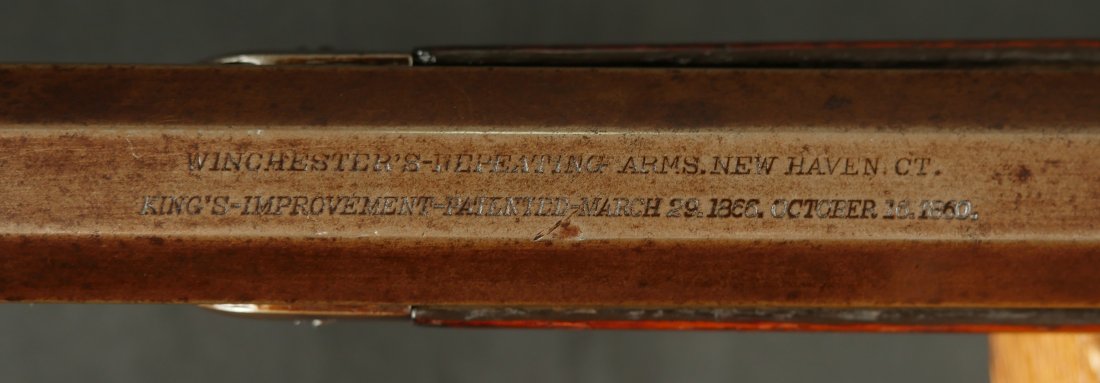 WINCHESTER'S-REPEATING ARMS. NEW HAVEN. CT.
KING'S-IMPROVEMENT-PATENTED-MARCH 29. 1866. OCTOBER 16. 1860.